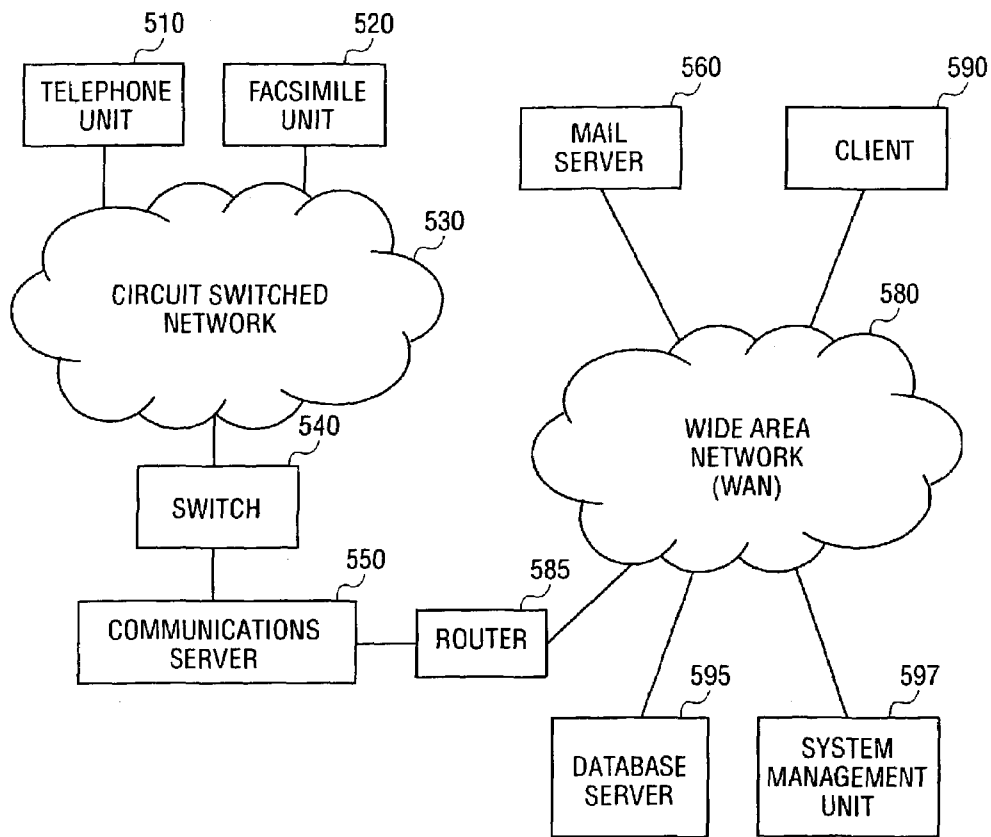 510
520
TELEPHONE
UNIT
FACSIMILE
UNIT
560
590
MAIL
SERVER
CLIENT
530
CIRCUIT SWITCHED
NETWORK
580
WIDE AREA
NETWORK
(WAN)
540
SWITCH
550
585
COMMUNICATIONS
SERVER
ROUTER
595
597
DATABASE
SERVER
SYSTEM
MANAGEMENT
UNIT